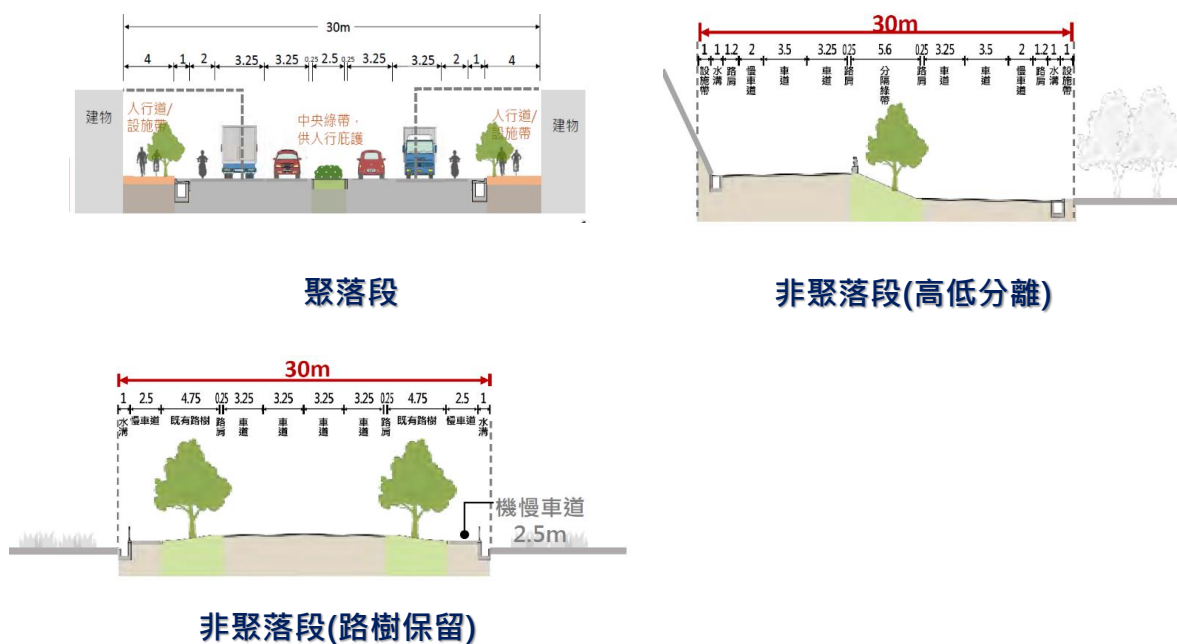 30m
4 1 2 3.25 3.25 0.25 2.5 0.25 3.25 3.25 2 1 4
建物
人行道/
設施帶
中央綠帶，
供人行庇護
人行道/
設施帶
建物
聚落段
30m
1 1 1.2 2 3.5 3.25 0.25 5.6 0.25 3.25 3.5 2 1.2 1 1
設施帶 水溝 路肩 慢車道 車道 車道 路肩 分隔綠帶 路肩 車道 車道 慢車道 路肩 水溝 設施帶
非聚落段(高低分離)
30m
1 2.5 4.75 0.25 3.25 3.25 3.25 3.25 0.25 4.75 2.5 1
水溝 慢車道 既有路樹 路肩 車道 車道 車道 車道 路肩 既有路樹 慢車道 水溝
機慢車道
2.5m
非聚落段(路樹保留)